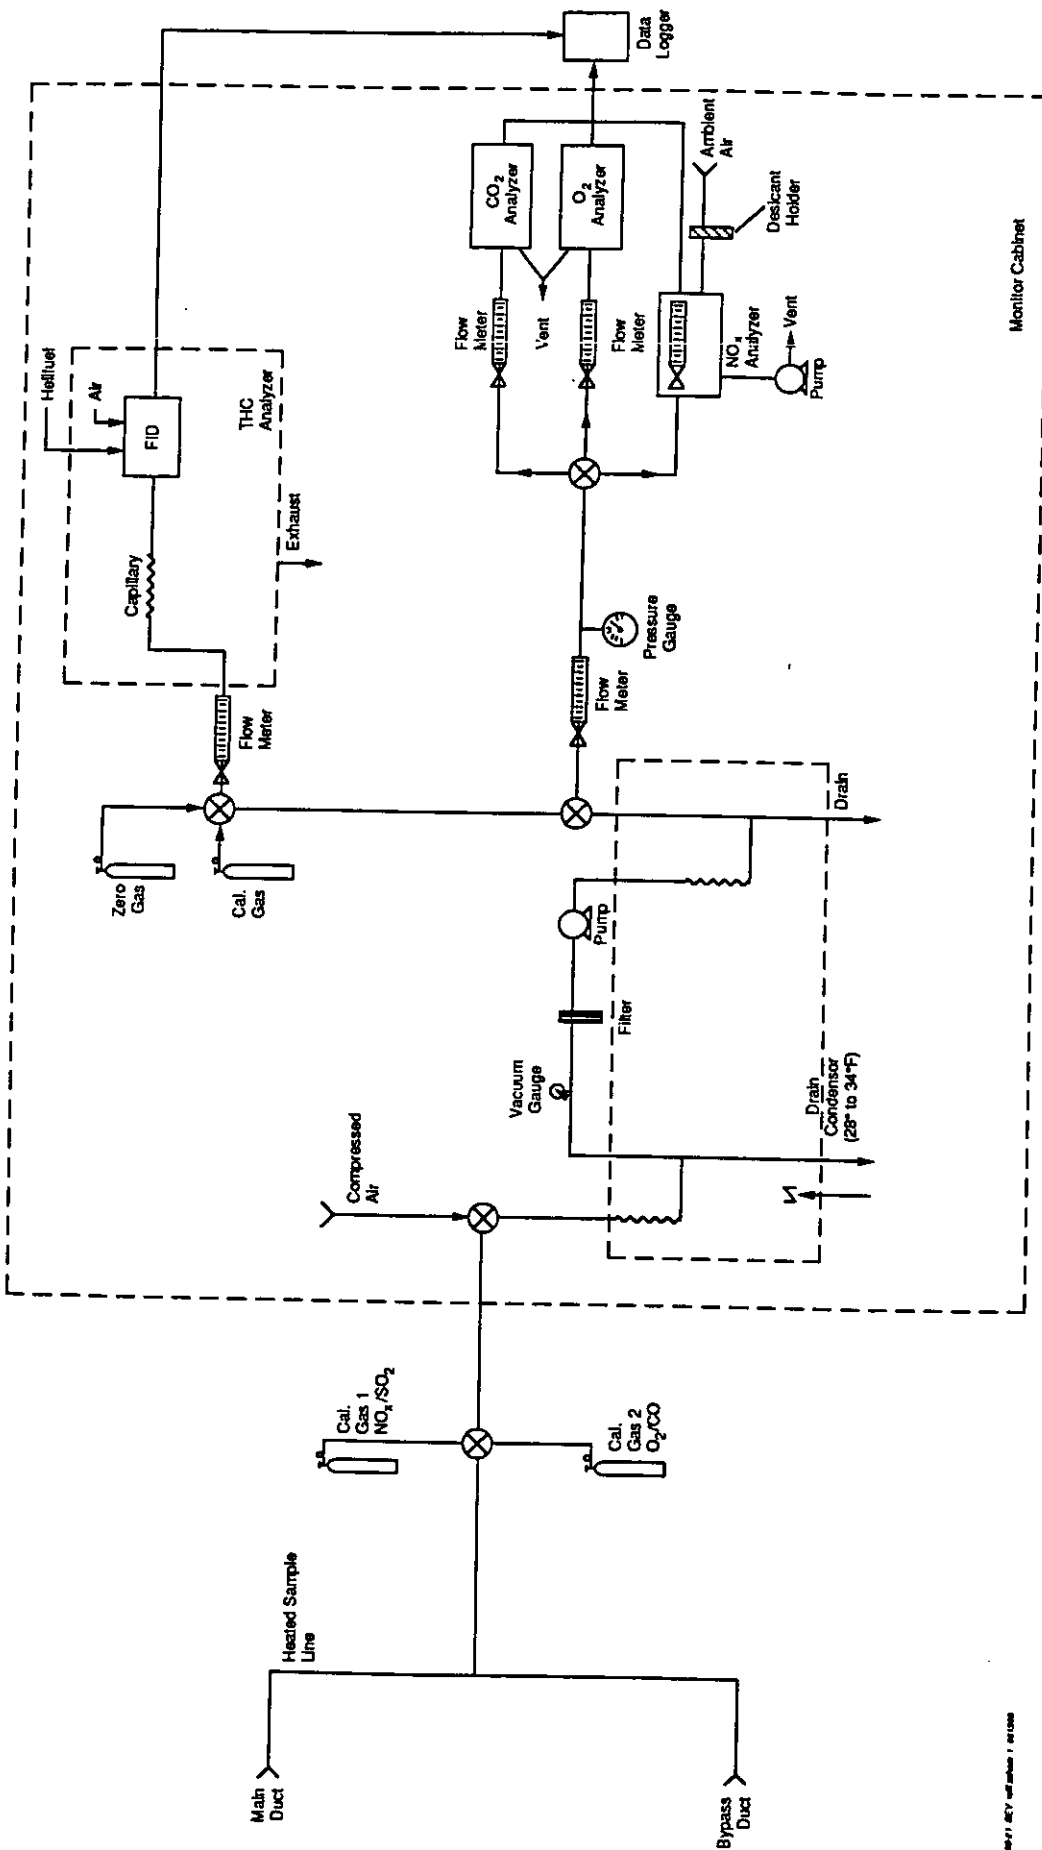 Main
Duct
Bypass
Duct
Heated Sample
Line
Cal.
Gas 1
NOx/SO2
Cal.
Gas 2
O2/CO
Compressed
Air
Vacuum
Gauge
Filter
Pump
Drain
Condensor
(28° to 34°F)
Drain
Zero
Gas
Cal.
Gas
Flow
Meter
Capillary
Exhaust
FID
Air
THC
Analyzer
Flow
Meter
Pressure
Gauge
Flow
Meter
Vent
Flow
Meter
CO2
Analyzer
O2
Analyzer
NOx
Analyzer
Pump
Vent
Desicant
Holder
Ambient
Air
Data
Logger
Monitor Cabinet